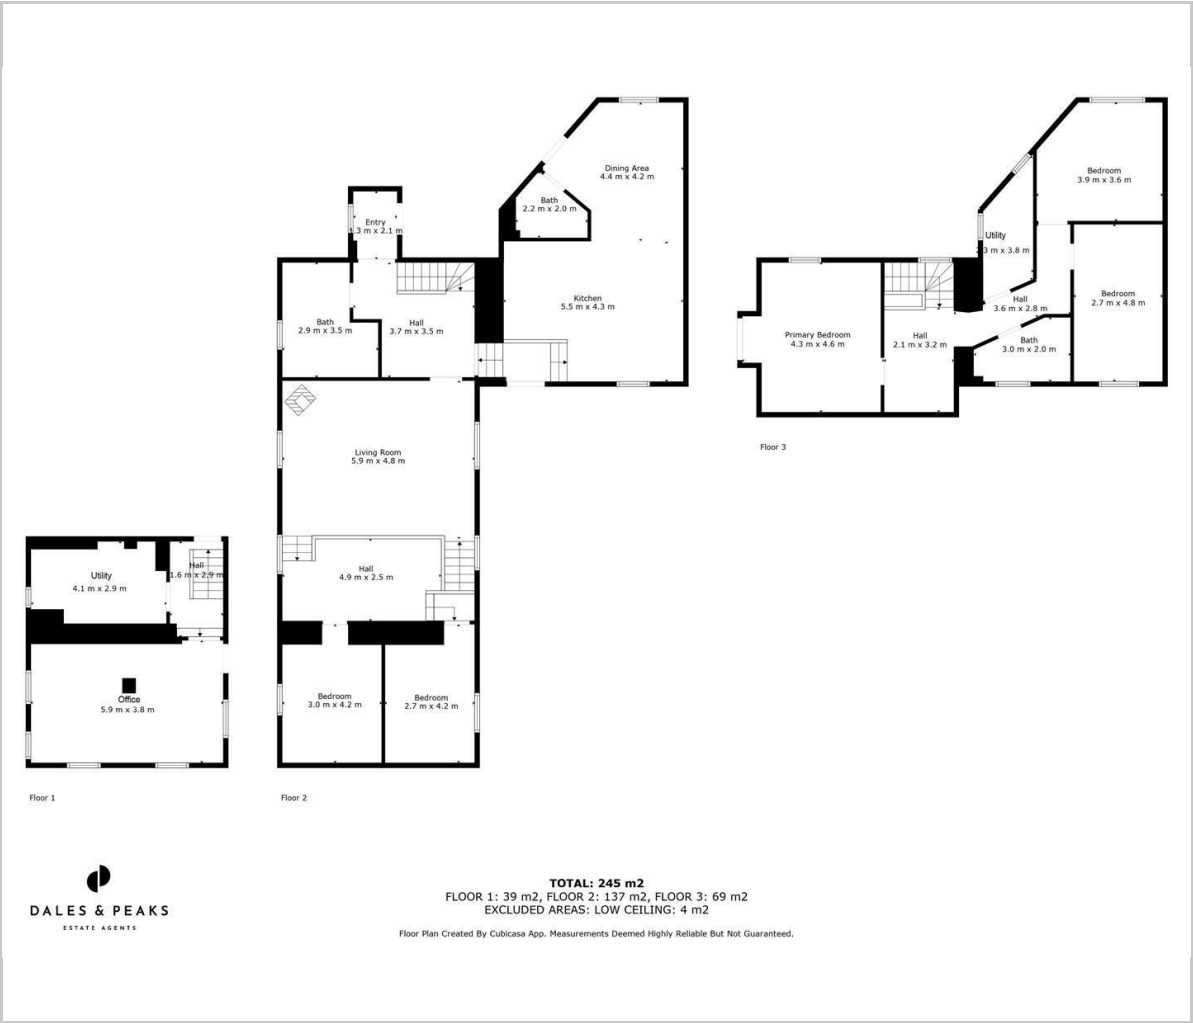 Dining Area
4.4 m x 4.2 m
Bath
2.2 m x 2.0 m
Entry
.3 m x 2.1 m
Kitchen
5.5 m x 4.3 m
Bath
2.9 m x 3.5 m
Hall
3.7 m x 3.5 m
Living Room
5.9 m x 4.8 m
Hall
4.9 m x 2.5 m
Bedroom
3.0 m x 4.2 m
Bedroom
2.7 m x 4.2 m
Floor 2
Bedroom
3.9 m x 3.6 m
Utility
.3 m x 3.8 m
Bedroom
2.7 m x 4.8 m
Hall
3.6 m x 2.8 m
Primary Bedroom
4.3 m x 4.6 m
Hall
2.1 m x 3.2 m
Bath
3.0 m x 2.0 m
Floor 3
Utility
4.1 m x 2.9 m
Hall
1.6 m x 2.9 m
Office
5.9 m x 3.8 m
Floor 1
DALES & PEAKS
ESTATE AGENTS
TOTAL: 245 m2
FLOOR 1: 39 m2, FLOOR 2: 137 m2, FLOOR 3: 69 m2
EXCLUDED AREAS: LOW CEILING: 4 m2
Floor Plan Created By Cubicasa App. Measurements Deemed Highly Reliable But Not Guaranteed.